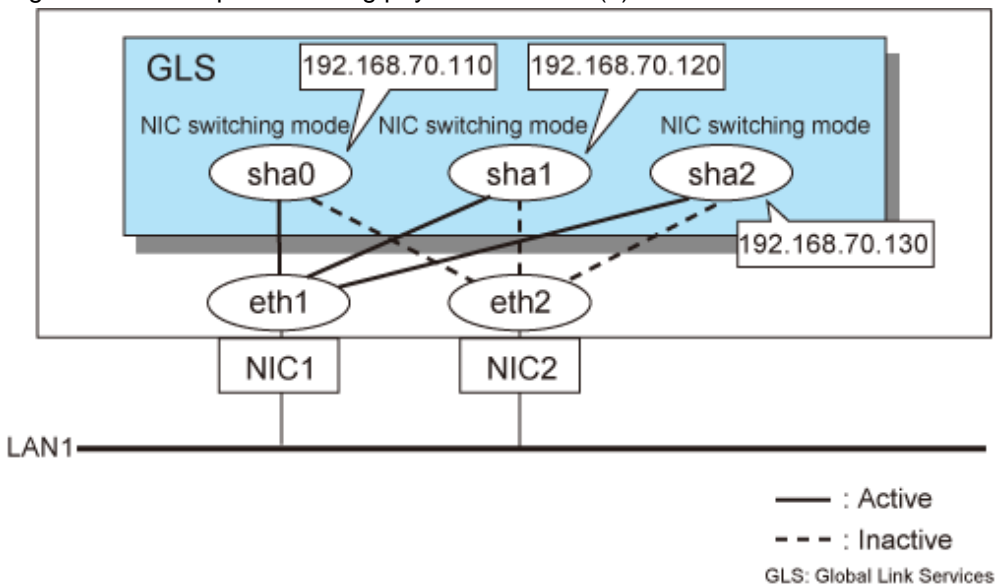 GLS
192.168.70.110
192.168.70.120
NIC switching mode
NIC switching mode
NIC switching mode
sha0
sha1
sha2
192.168.70.130
eth1
eth2
NIC1
NIC2
LAN1
: Active
: Inactive
GLS: Global Link Services